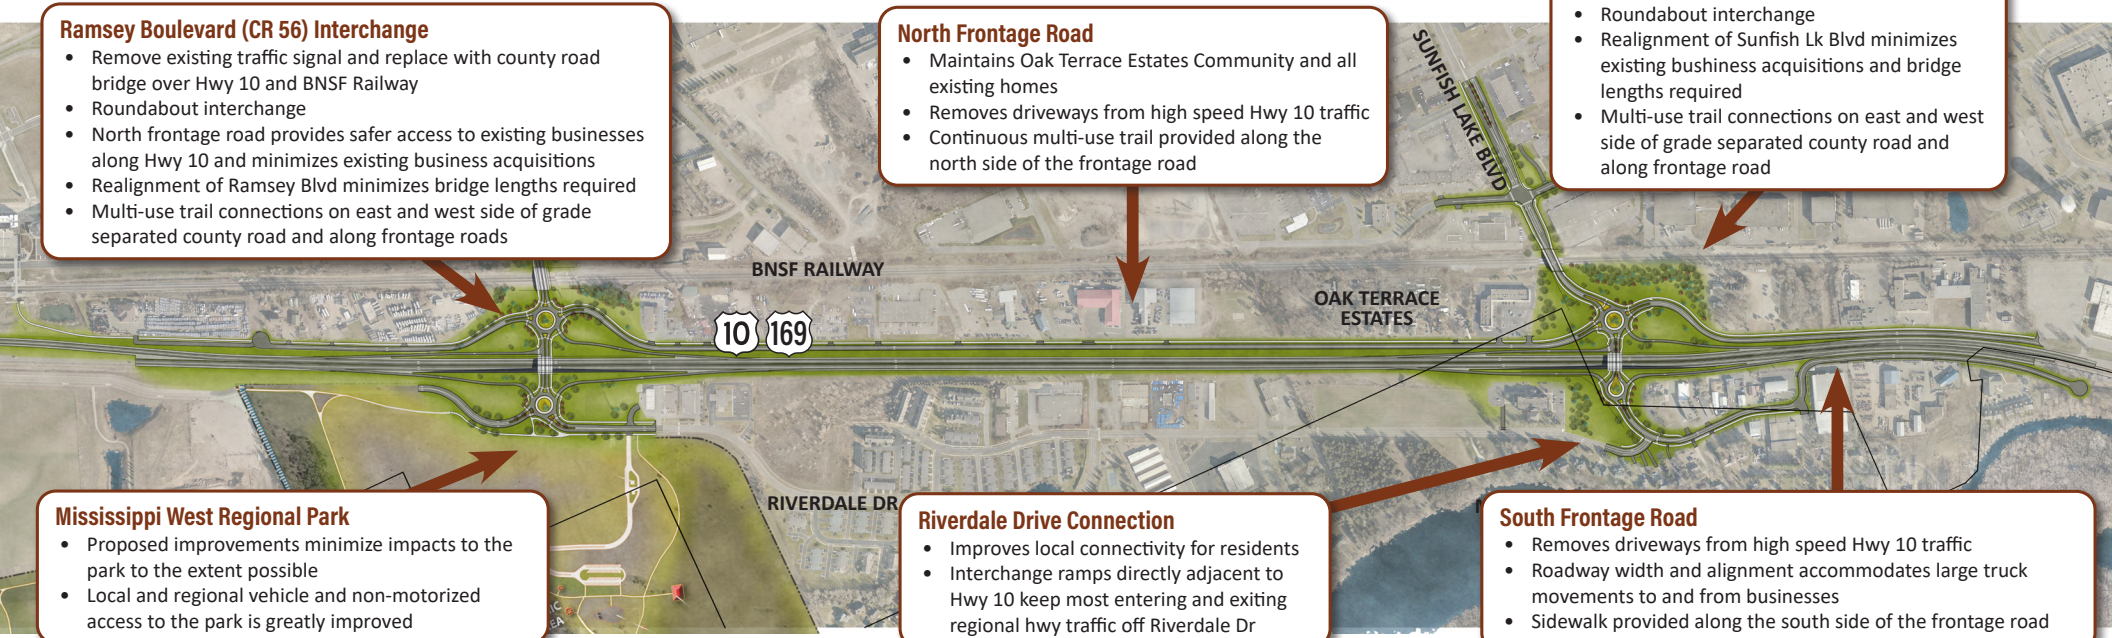 Ramsey Boulevard (CR 56) Interchange
• Remove existing traffic signal and replace with county road
bridge over Hwy 10 and BNSF Railway
• Roundabout interchange
• North frontage road provides safer access to existing businesses
along Hwy 10 and minimizes existing business acquisitions
• Realignment of Ramsey Blvd minimizes bridge lengths required
• Multi-use trail connections on east and west side of grade
separated county road and along frontage roads
North Frontage Road
• Maintains Oak Terrace Estates Community and all
existing homes
• Removes driveways from high speed Hwy 10 traffic
• Continuous multi-use trail provided along the
north side of the frontage road
SUNFISH LAKE BLVD
• Roundabout interchange
• Realignment of Sunfish Lk Blvd minimizes
existing bushiness acquisitions and bridge
lengths required
• Multi-use trail connections on east and west
side of grade separated county road and
along frontage road
BNSF RAILWAY
OAK TERRACE
ESTATES
10 169
RIVERDALE DR
Mississippi West Regional Park
• Proposed improvements minimize impacts to the
park to the extent possible
• Local and regional vehicle and non-motorized
access to the park is greatly improved
Riverdale Drive Connection
• Improves local connectivity for residents
• Interchange ramps directly adjacent to
Hwy 10 keep most entering and exiting
regional hwy traffic off Riverdale Dr
South Frontage Road
• Removes driveways from high speed Hwy 10 traffic
• Roadway width and alignment accommodates large truck
movements to and from businesses
• Sidewalk provided along the south side of the frontage road